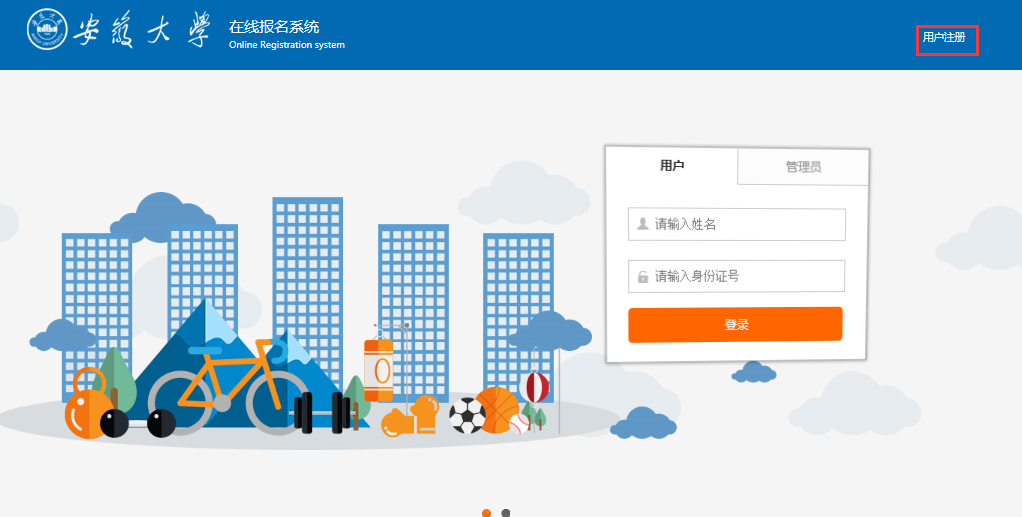 安徽大学
在线报名系统
Online Registration system
用户注册
用户
管理员
请输入姓名
请输入身份证号
登录